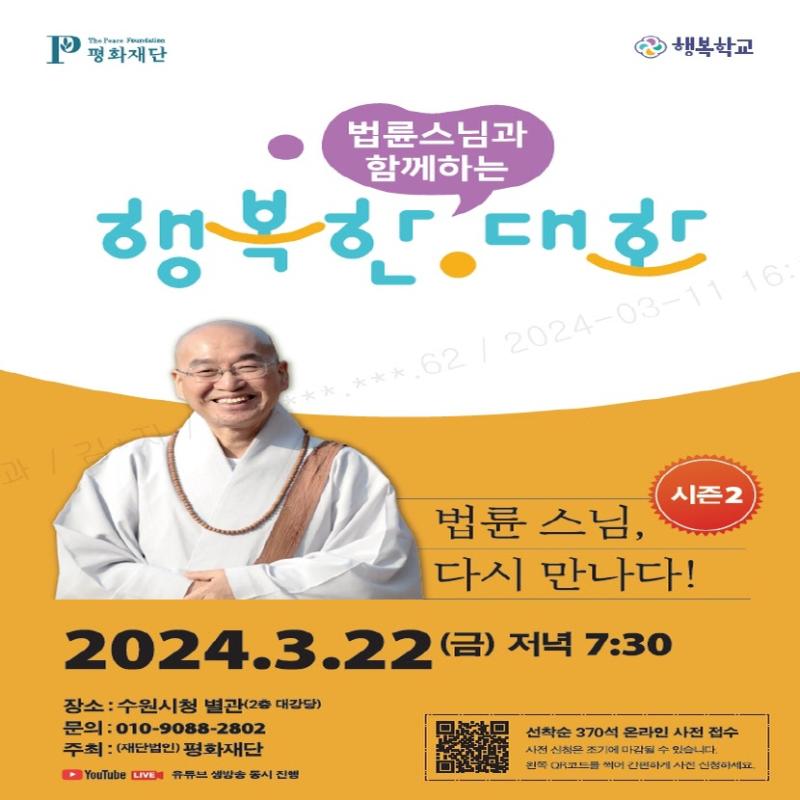 The Peace Foundation
평화재단
행복학교
법륜스님과
함께하는
행복한 대화
과 / 김*자 / ***.***.62 / 2024-03-11 16:
시즌2
법륜 스님,
다시 만나다!
2024.3.22(금) 저녁 7:30
장소 : 수원시청 별관(2층 대강당)
문의 : 010-9088-2802
주최 : (재단법인) 평화재단
YouTube LIVE 유튜브 생방송 동시 진행
선착순 370석 온라인 사전 접수
사전 신청은 조기에 마감될 수 있습니다.
왼쪽 QR코드를 찍어 간편하게 사전 신청하세요.